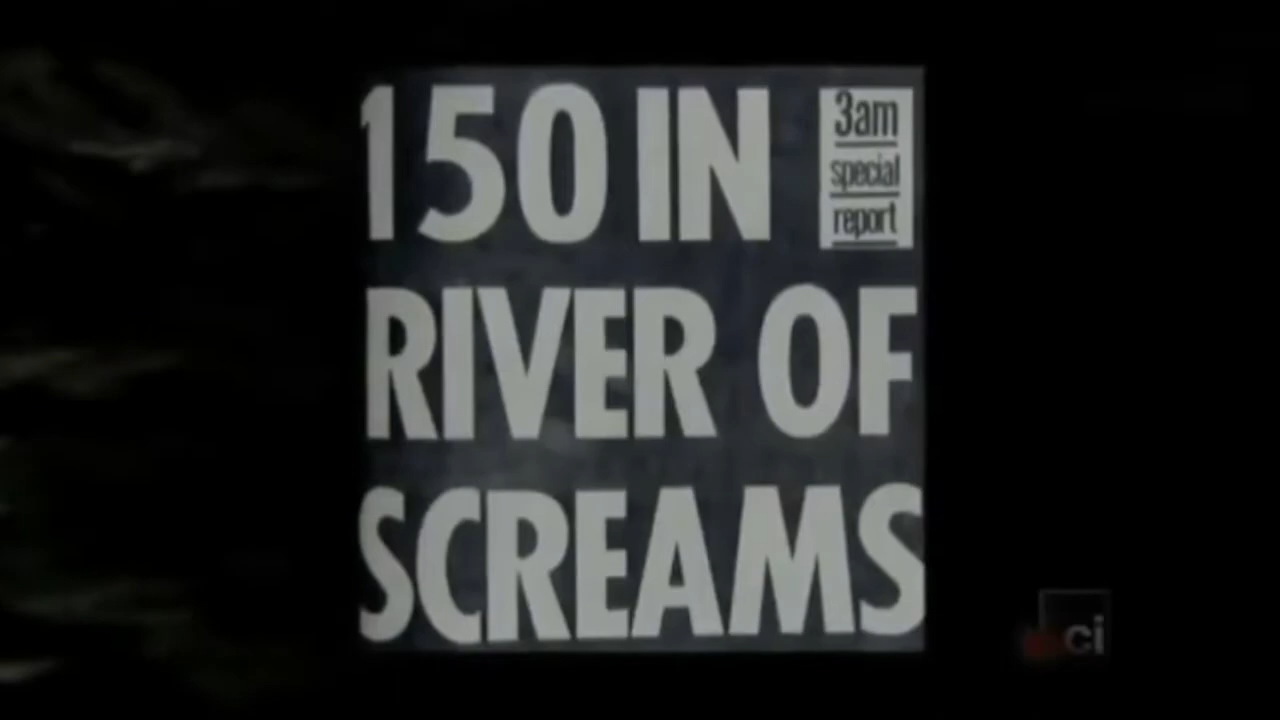 150 IN
3am
special
report
RIVER OF
SCREAMS
ci